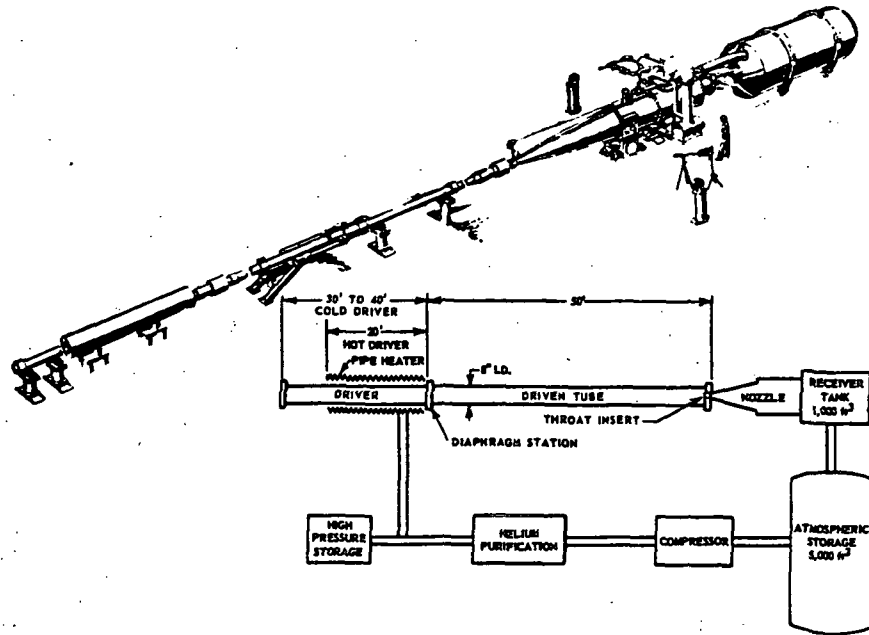 30' TO 40'
COLD DRIVER
50'
20'
HOT DRIVER
PIPE HEATER
8" I.D.
DRIVER
DRIVEN TUBE
THROAT INSERT
NOZZLE
RECEIVER
TANK
1,000 ft³
DIAPHRAGM STATION
HIGH
PRESSURE
STORAGE
HELIUM
PURIFICATION
COMPRESSOR
ATMOSPHERIC
STORAGE
5,000 ft³